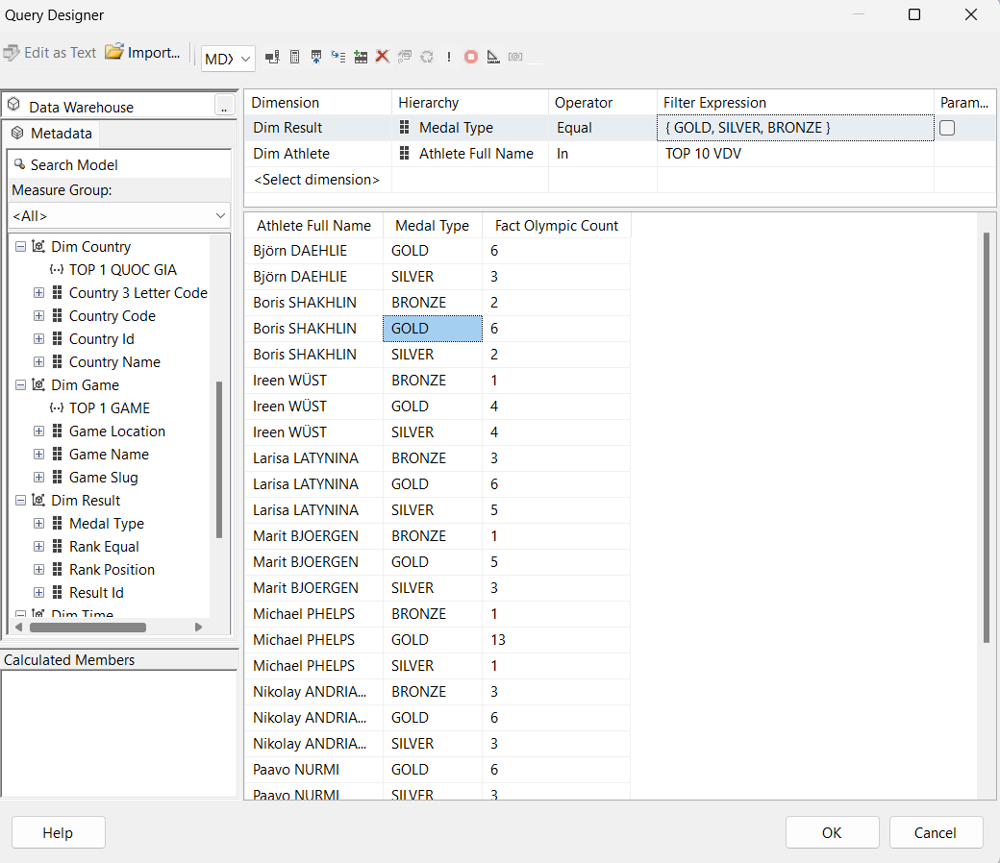 Query Designer
Edit as Text Import... MDX !
Data Warehouse ..
Metadata
Search Model
Measure Group:
<All>
Dim Country
TOP 1 QUOC GIA
Country 3 Letter Code
Country Code
Country Id
Country Name
Dim Game
TOP 1 GAME
Game Location
Game Name
Game Slug
Dim Result
Medal Type
Rank Equal
Rank Position
Result Id
Dim Time
Calculated Members
Dimension Hierarchy Operator Filter Expression Param...
Dim Result Medal Type Equal { GOLD, SILVER, BRONZE }
Dim Athlete Athlete Full Name In TOP 10 VDV
<Select dimension>
Athlete Full Name Medal Type Fact Olympic Count
Björn DAEHLIE GOLD 6
Björn DAEHLIE SILVER 3
Boris SHAKHLIN BRONZE 2
Boris SHAKHLIN GOLD 6
Boris SHAKHLIN SILVER 2
Ireen WÜST BRONZE 1
Ireen WÜST GOLD 4
Ireen WÜST SILVER 4
Larisa LATYNINA BRONZE 3
Larisa LATYNINA GOLD 6
Larisa LATYNINA SILVER 5
Marit BJOERGEN BRONZE 1
Marit BJOERGEN GOLD 5
Marit BJOERGEN SILVER 3
Michael PHELPS BRONZE 1
Michael PHELPS GOLD 13
Michael PHELPS SILVER 1
Nikolay ANDRIA... BRONZE 3
Nikolay ANDRIA... GOLD 6
Nikolay ANDRIA... SILVER 3
Paavo NURMI GOLD 6
Paavo NURMI SILVER 3
Help OK Cancel